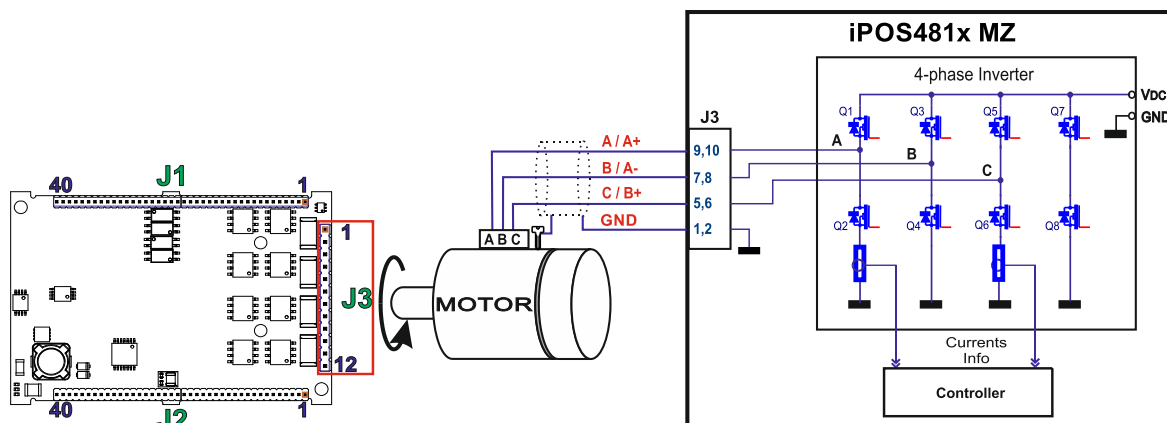 iPOS481x MZ
4-phase Inverter
Q1
Q3
Q5
Q7
VDC
GND
J3
A / A+
9,10
A
B / A-
7,8
B
C / B+
5,6
C
GND
1,2
Q2
Q4
Q6
Q8
40
J1
1
1
J3
12
A B C
MOTOR
Currents
Info
Controller
40
J2
1